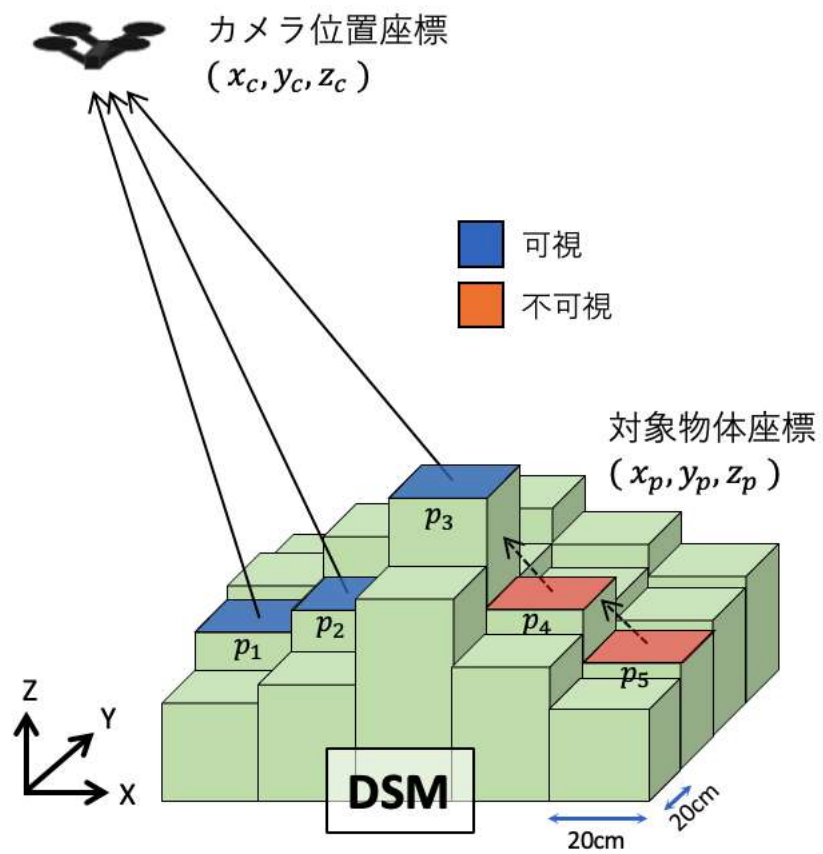 カメラ位置座標
( x_c, y_c, z_c )
可視
不可視
対象物体座標
( x_p, y_p, z_p )
p_3
p_1
p_2
p_4
p_5
Z
Y
X
DSM
20cm
20cm